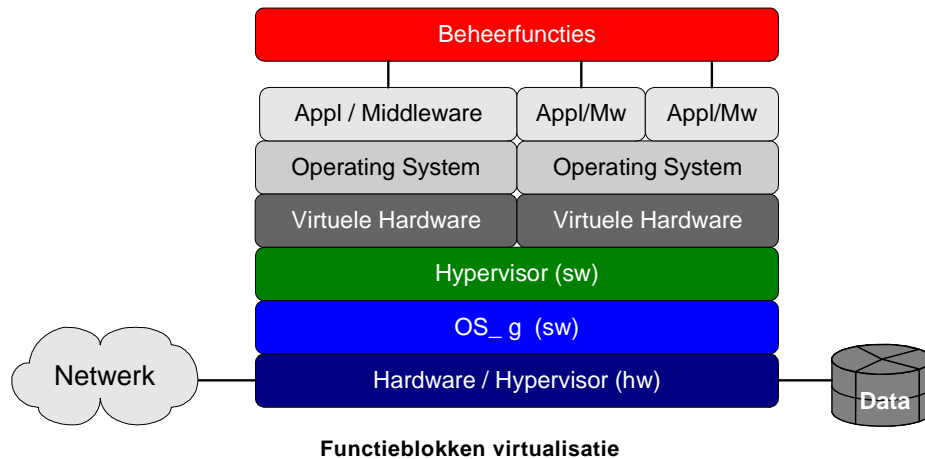 Beheerfuncties
Appl / Middleware
Appl/Mw
Appl/Mw
Operating System
Operating System
Virtuele Hardware
Virtuele Hardware
Hypervisor (sw)
OS_ g (sw)
Netwerk
Hardware / Hypervisor (hw)
Data
Functieblokken virtualisatie